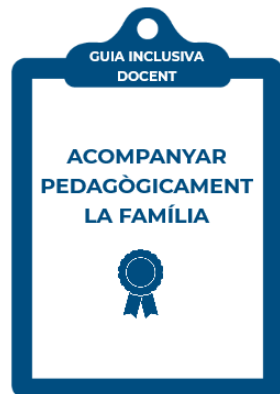 GUIA INCLUSIVA
DOCENT
ACOMPANYAR
PEDAGÒGICAMENT
LA FAMÍLIA